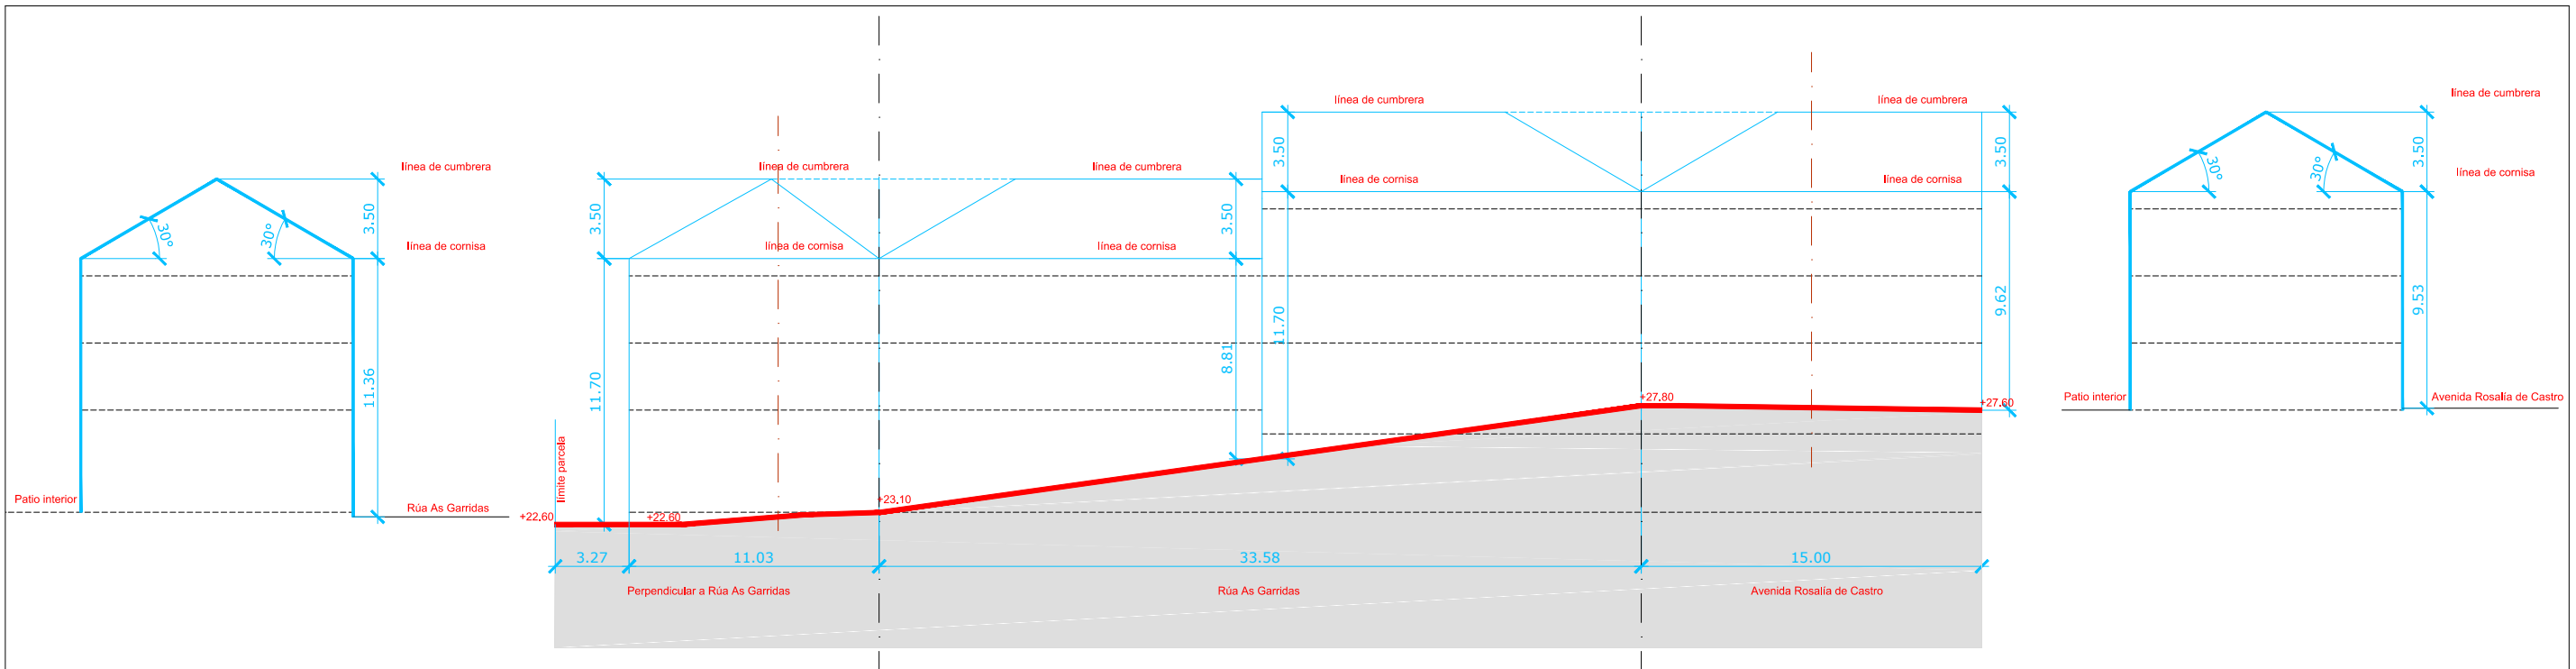 línea de cumbrera
3.50
30°
30°
línea de cornisa
11.36
Patio interior
Rúa As Garridas
línea de cumbrera
línea de cumbrera
3.50
3.50
línea de cornisa
línea de cornisa
11.70
8.81
límite parcela
+22.60
+22.60
+23.10
línea de cumbrera
línea de cumbrera
3.50
3.50
línea de cornisa
línea de cornisa
11.70
9.62
+27.80
+27.60
3.27
11.03
33.58
15.00
Perpendicular a Rúa As Garridas
Rúa As Garridas
Avenida Rosalía de Castro
línea de cumbrera
3.50
30°
30°
línea de cornisa
9.53
Patio interior
Avenida Rosalía de Castro